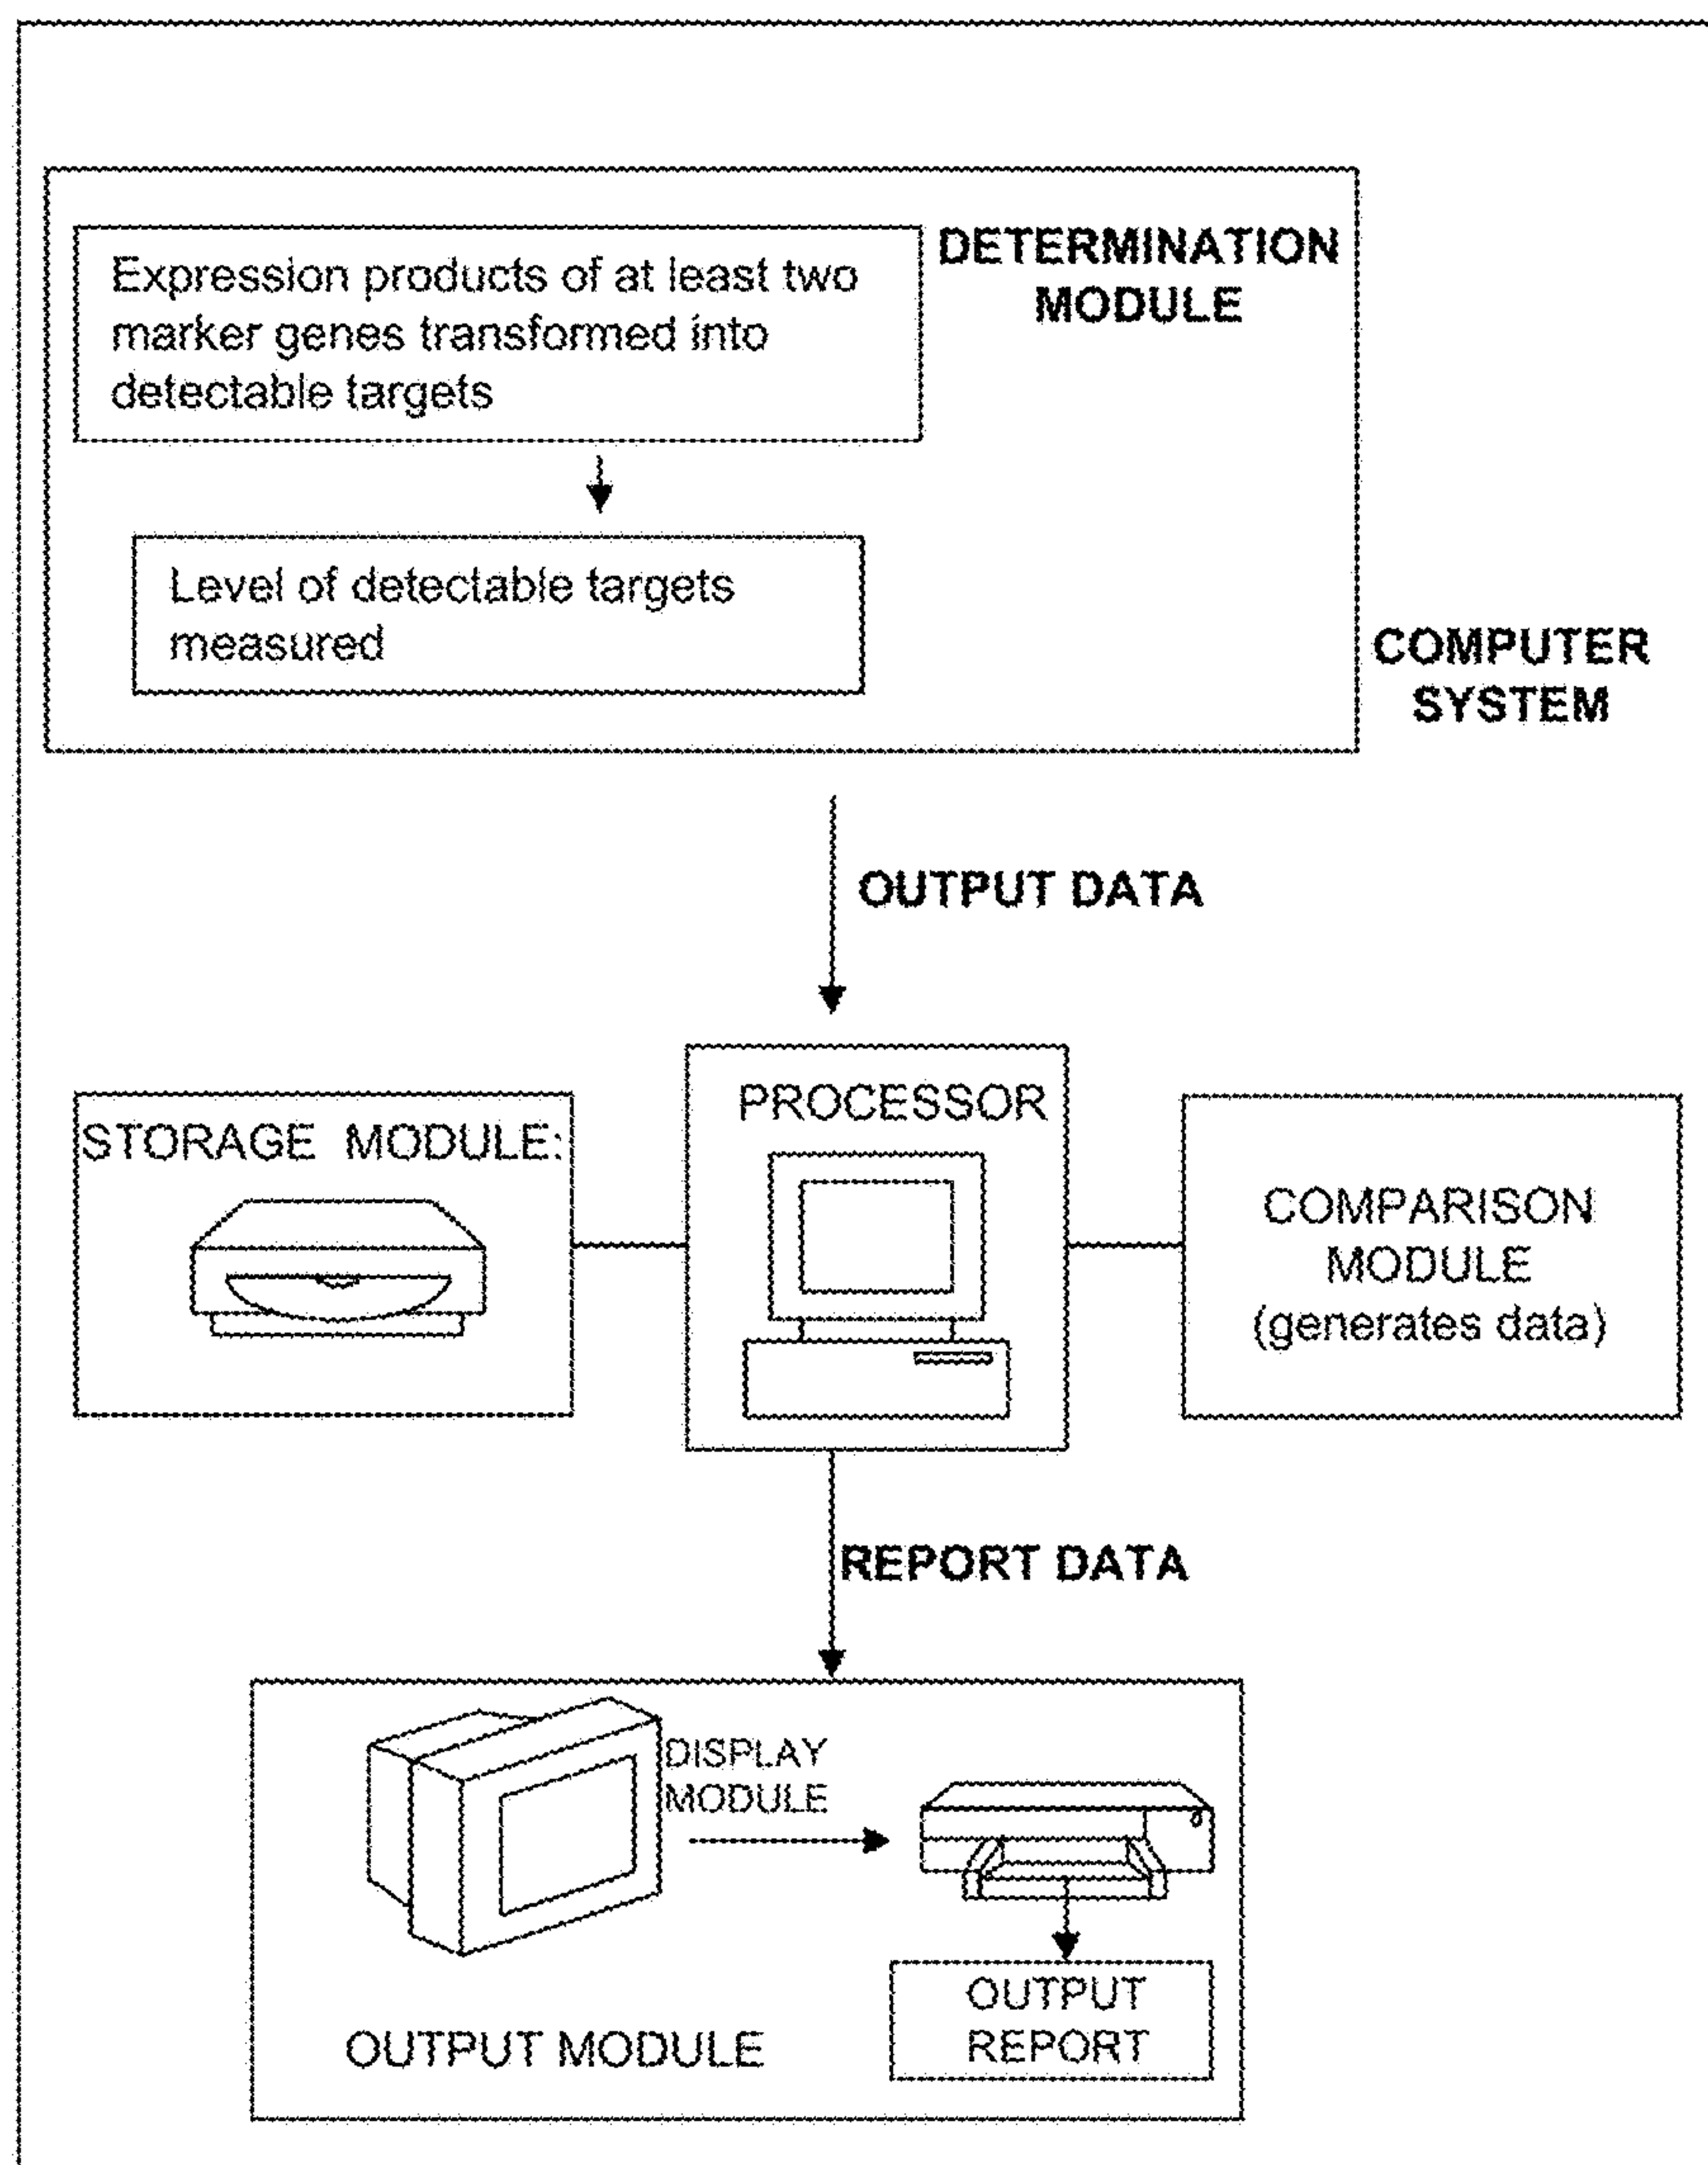 DETERMINATION
MODULE
Expression products of at least two
marker genes transformed into
detectable targets
Level of detectable targets
measured
COMPUTER
SYSTEM
OUTPUT DATA
STORAGE MODULE:
PROCESSOR
COMPARISON
MODULE
(generates data)
REPORT DATA
DISPLAY
MODULE
OUTPUT MODULE
OUTPUT
REPORT